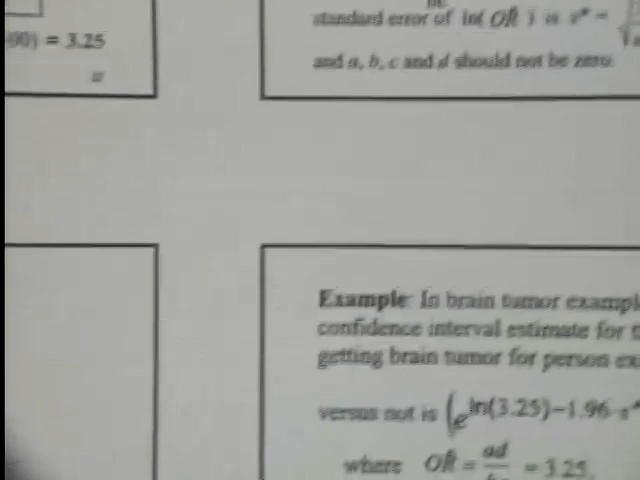 00) = 3.25
standard error of ln( OR̂ ) is s* =
and a, b, c and d should not be zero.
Example: In brain tumor exampl
confidence interval estimate for
getting brain tumor for person ex
versus not is (e^ln(3.25)−1.96 s*
where OR̂ = ad
= 3.25,